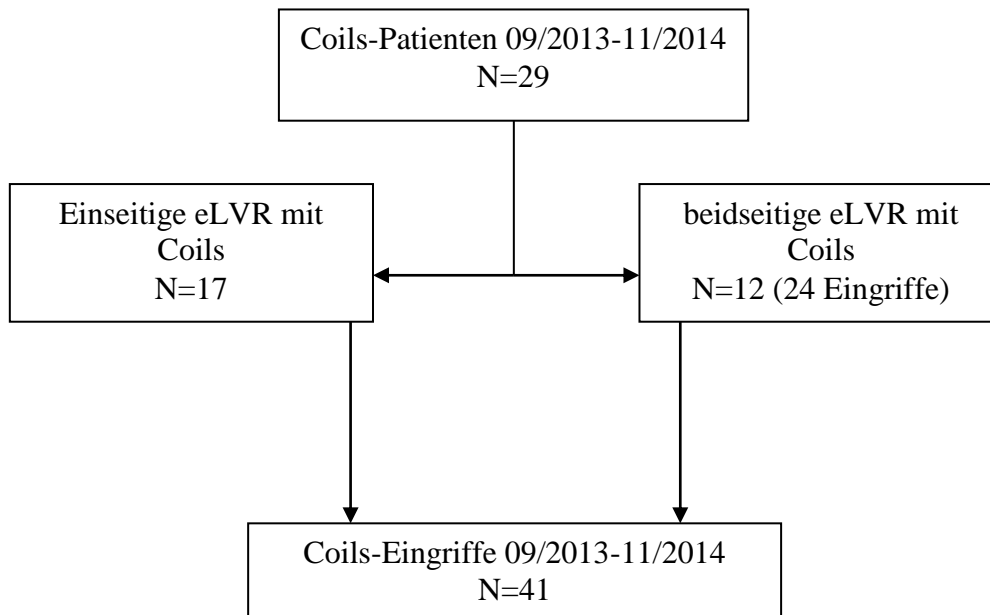 Coils-Patienten 09/2013-11/2014
N=29
Einseitige eLVR mit
Coils
N=17
beidseitige eLVR mit
Coils
N=12 (24 Eingriffe)
Coils-Eingriffe 09/2013-11/2014
N=41